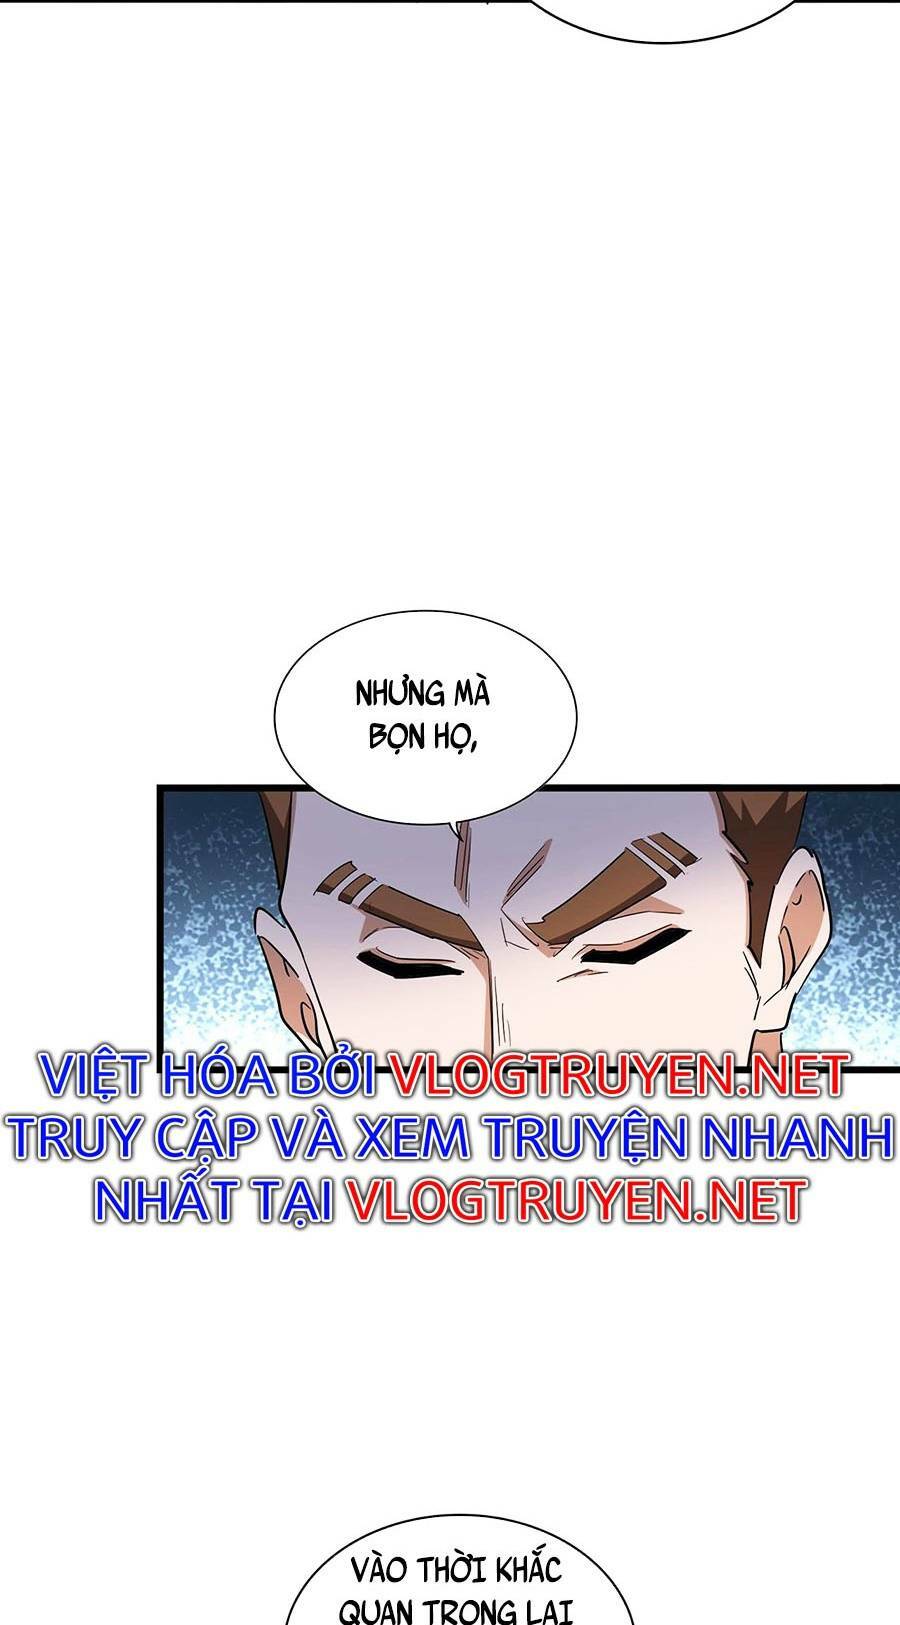 NHƯNG MÀ
BỌN HỌ,
VIỆT HÓA BỞI VLOGTRUYEN.NET
TRUY CẬP VÀ XEM TRUYỆN NHANH
NHẤT TẠI VLOGTRUYEN.NET
VÀO THỜI KHẮC
QUAN TRỌNG LẠI